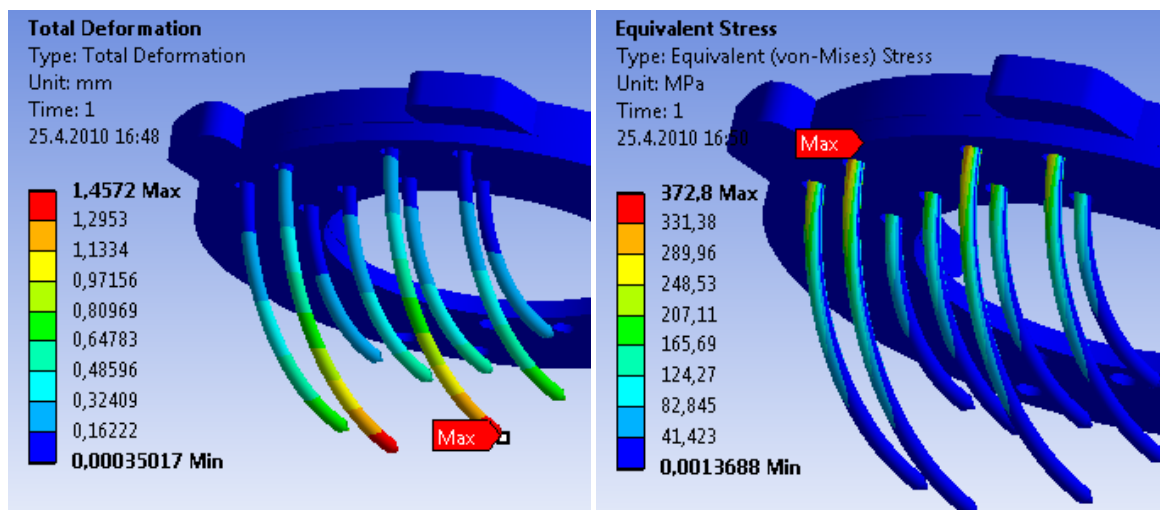 Total Deformation
Type: Total Deformation
Unit: mm
Time: 1
25.4.2010 16:48
1,4572 Max
1,2953
1,1334
0,97156
0,80969
0,64783
0,48596
0,32409
0,16222
0,00035017 Min
Max
Equivalent Stress
Type: Equivalent (von-Mises) Stress
Unit: MPa
Time: 1
25.4.2010 16:50
Max
372,8 Max
331,38
289,96
248,53
207,11
165,69
124,27
82,845
41,423
0,0013688 Min